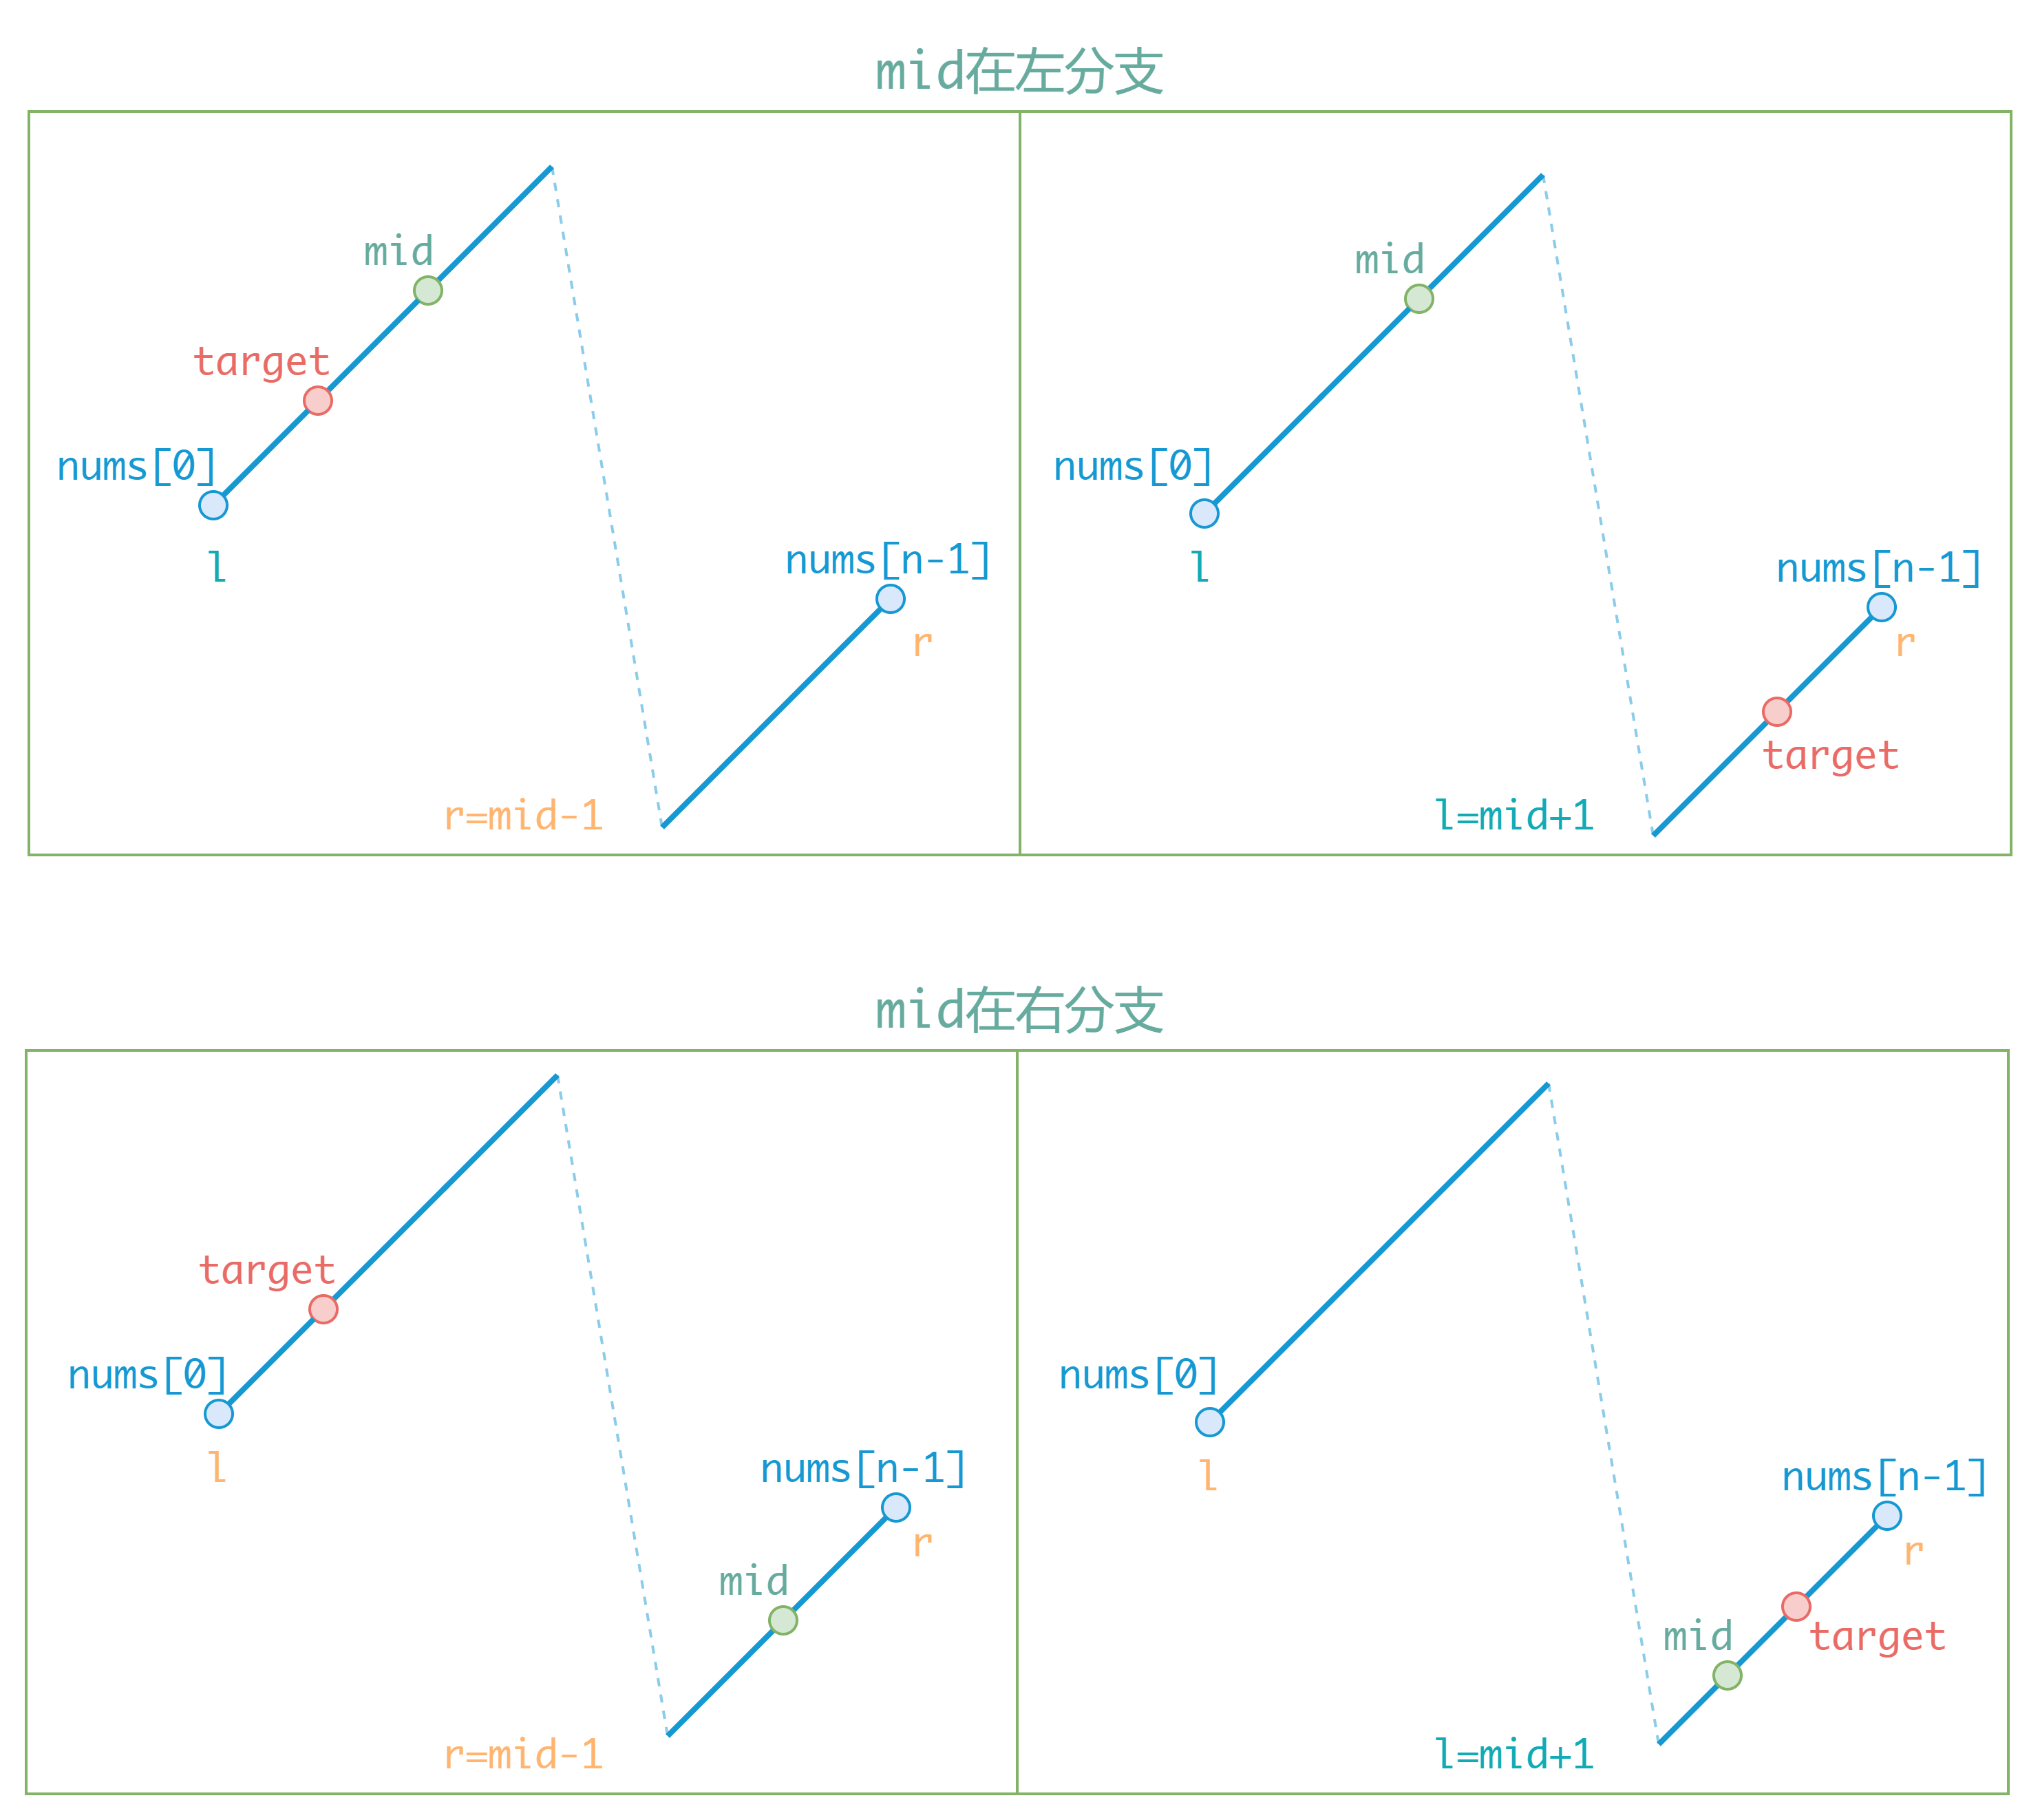 mid在左分支
mid
target
nums[0]
l
nums[n-1]
r
r=mid-1
mid
nums[0]
l
nums[n-1]
r
target
l=mid+1
mid在右分支
target
nums[0]
l
nums[n-1]
r
mid
r=mid-1
nums[0]
l
nums[n-1]
r
mid
target
l=mid+1